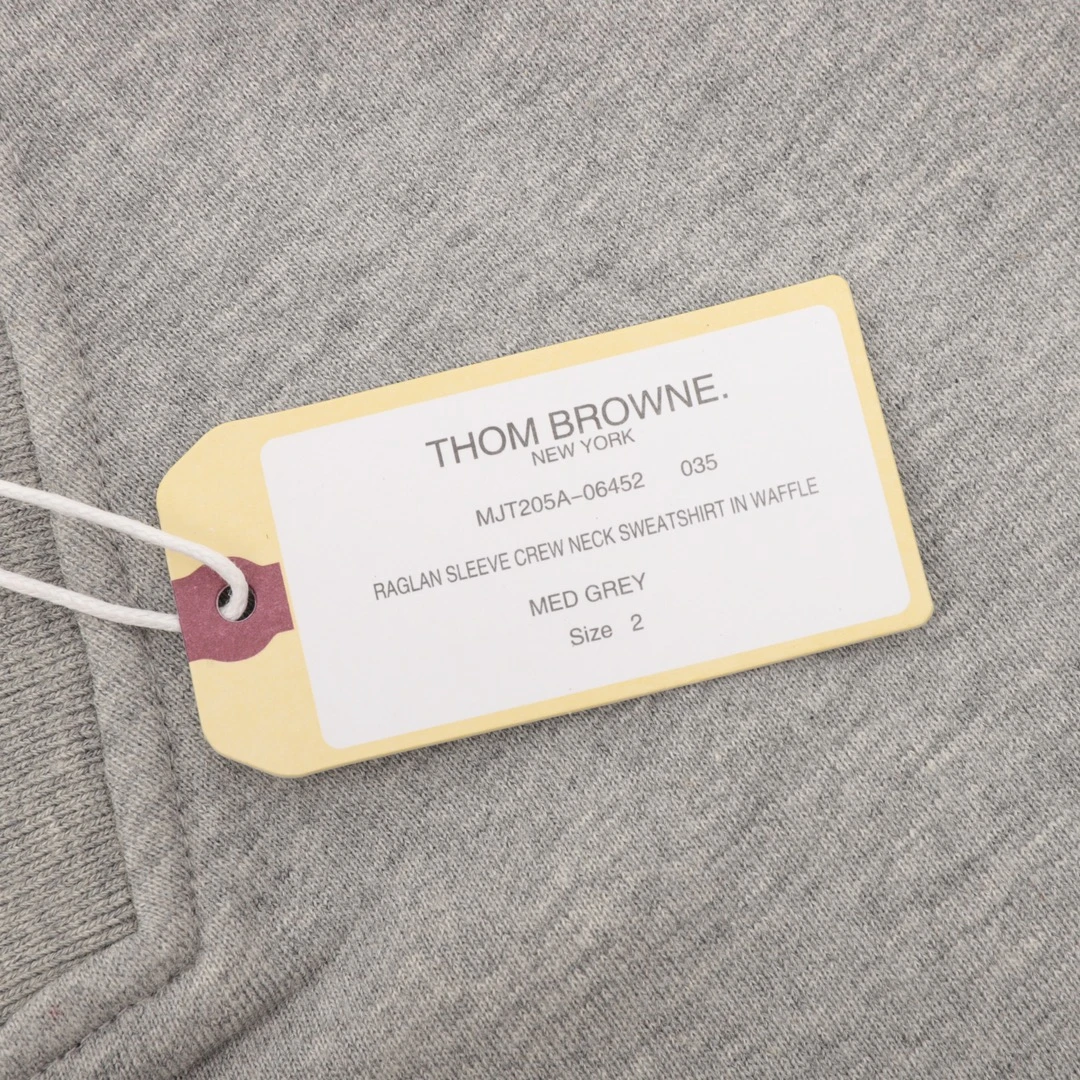 THOM BROWNE.
NEW YORK
MJT205A-06452 035
RAGLAN SLEEVE CREW NECK SWEATSHIRT IN WAFFLE
MED GREY
Size 2